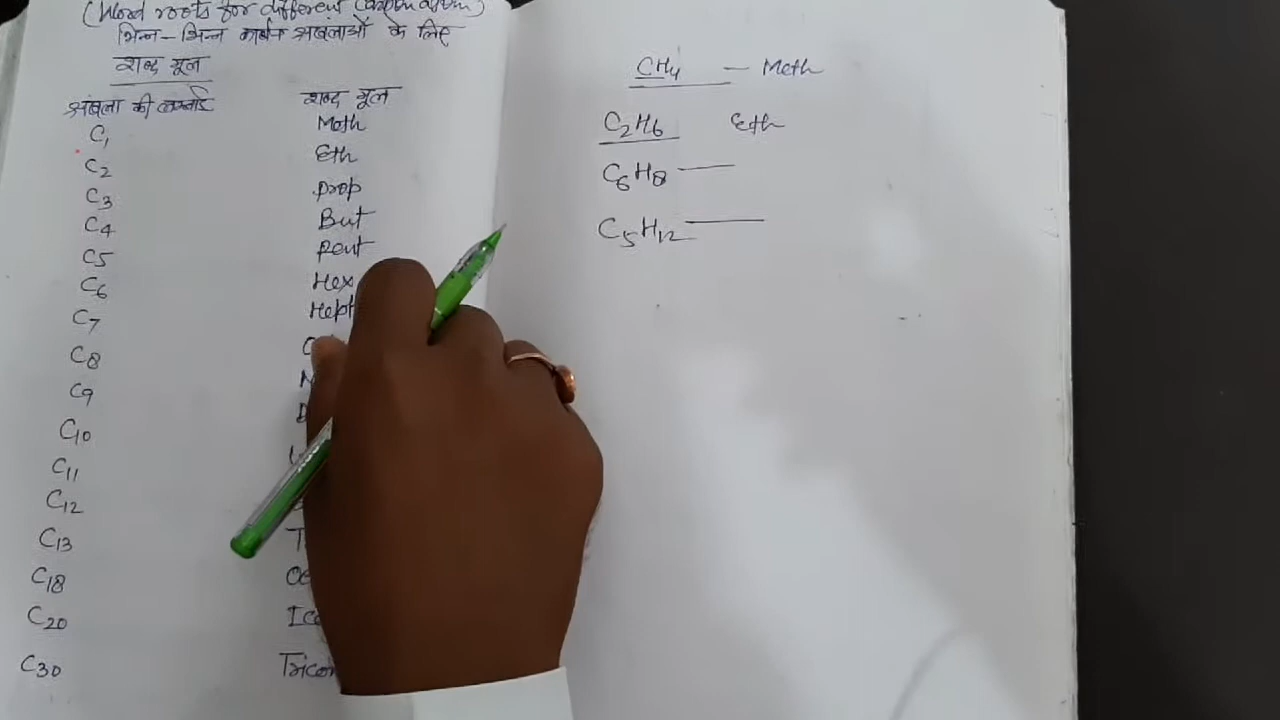 (Word roots for different Carbon
भिन्न-भिन्न कार्बन श्रृंखलाओं के लिए
शब्द मूल
श्रृंखला की लम्बाई शब्द मूल
C1 Meth
C2 Eth
C3 Prop
C4 But
C5 Pent
C6 Hex
C7 Hept
C8
C9
C10
C11
C12
C13
C18
C20
C30
CH4 — Meth
C2H6 Eth
C6H8 —
C5H12 —